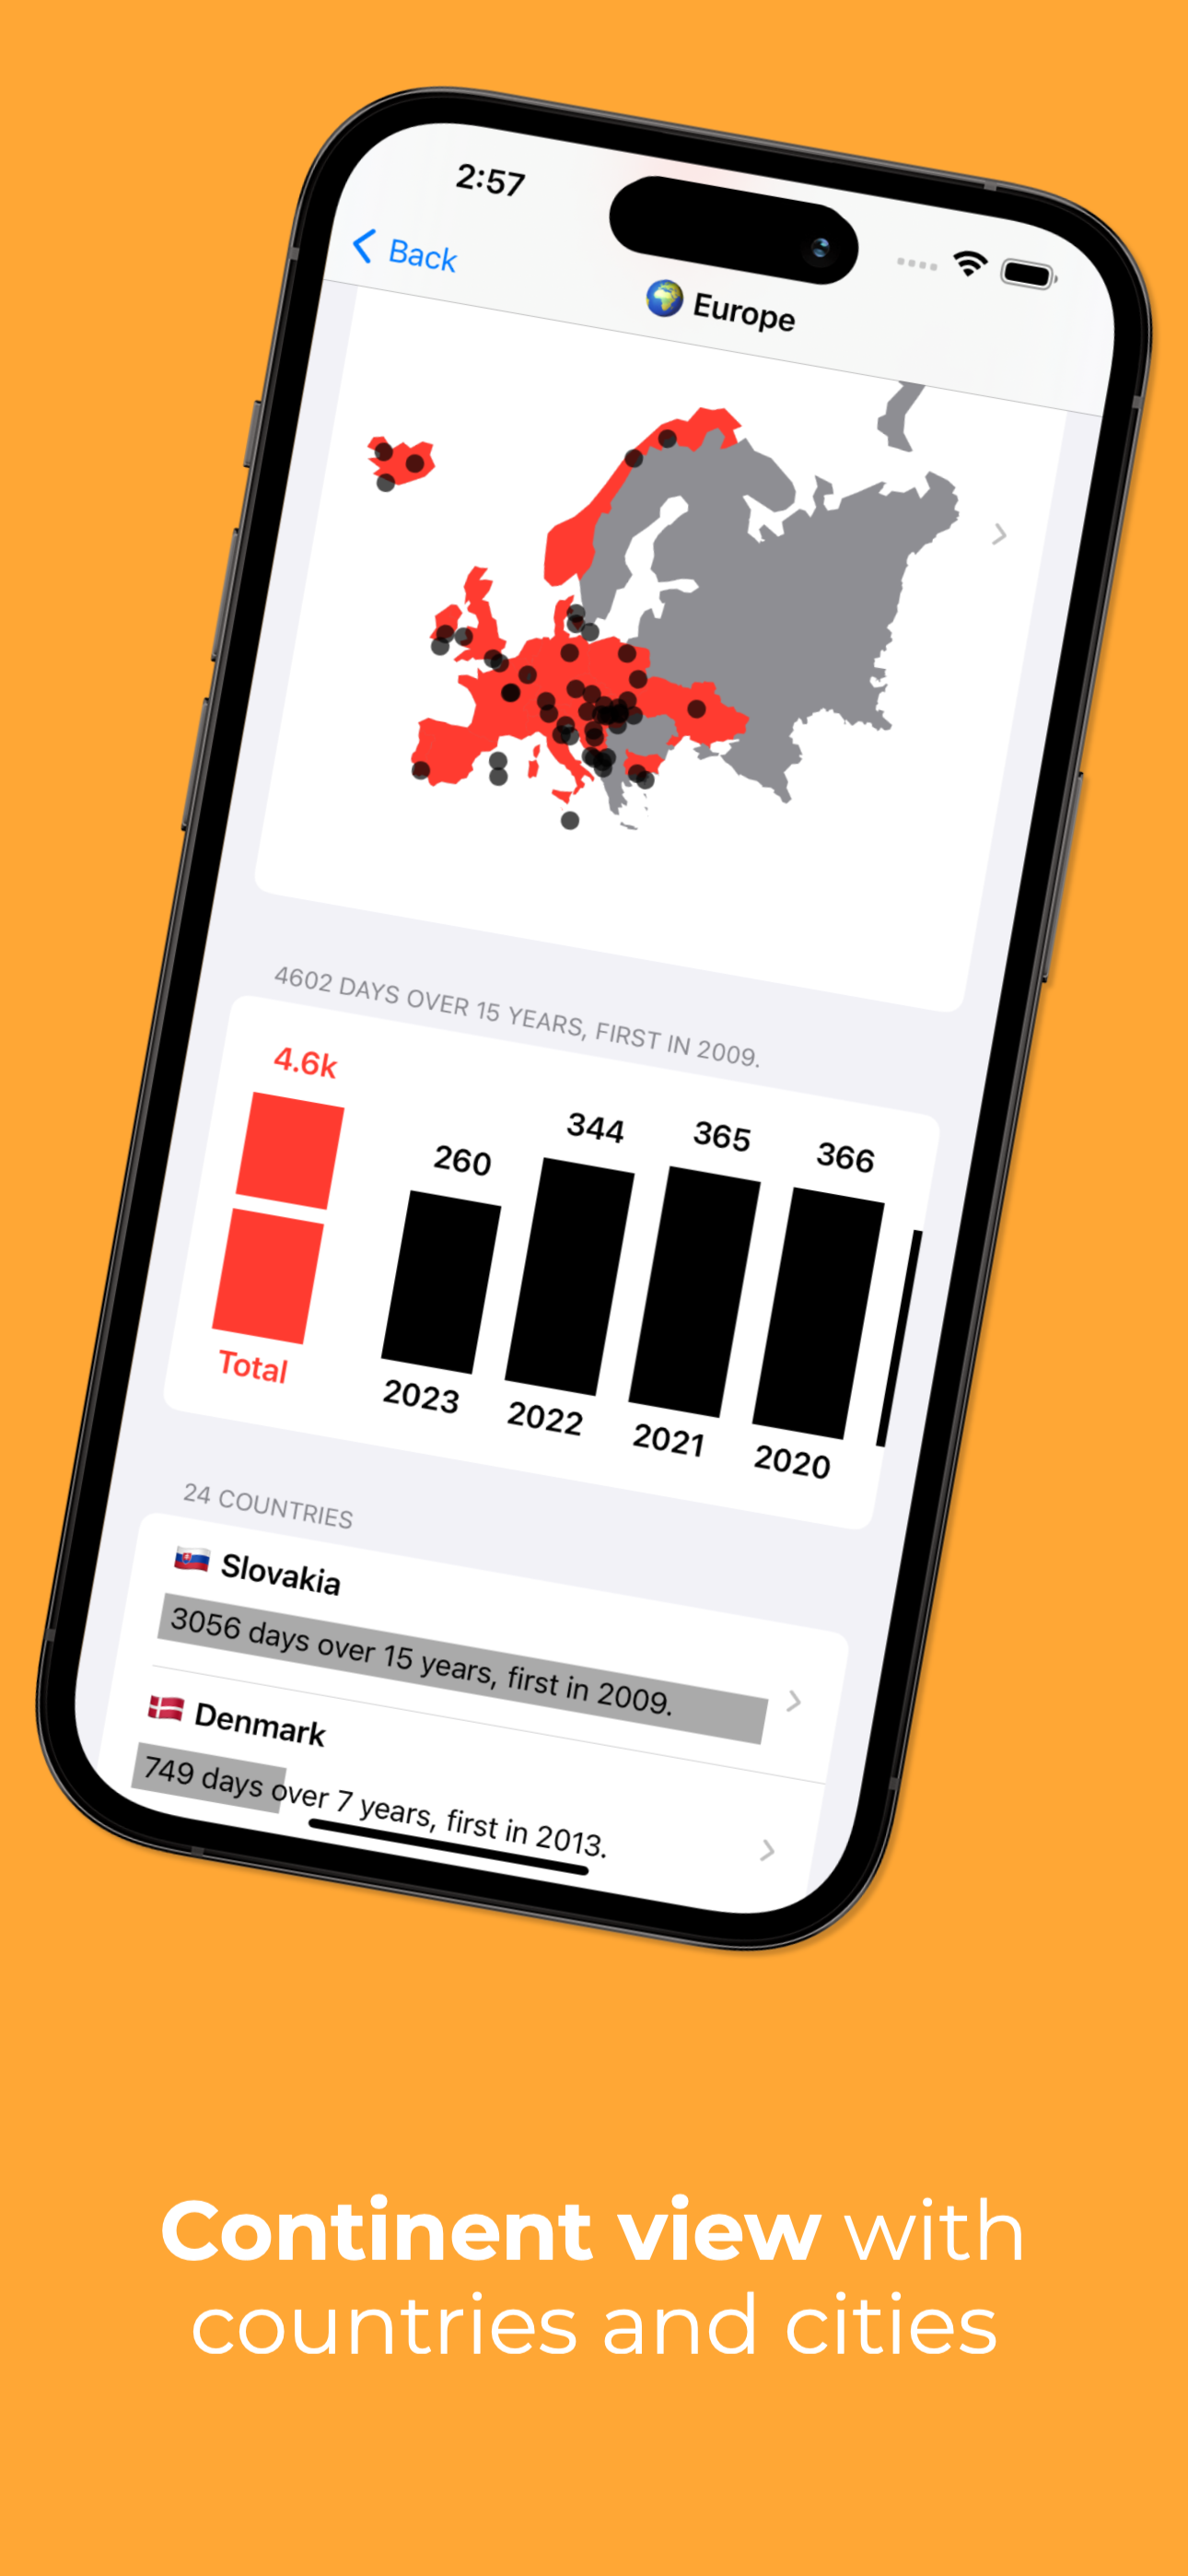 2:57
Back
🌍 Europe
4602 DAYS OVER 15 YEARS, FIRST IN 2009.
4.6k
260
344
365
366
Total
2023
2022
2021
2020
24 COUNTRIES
🇸🇰 Slovakia
3056 days over 15 years, first in 2009.
🇩🇰 Denmark
749 days over 7 years, first in 2013.
Continent view with
countries and cities